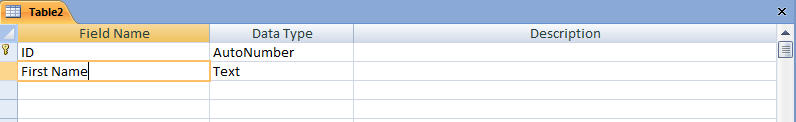 Table2
Field Name Data Type Description
ID AutoNumber
First Name Text